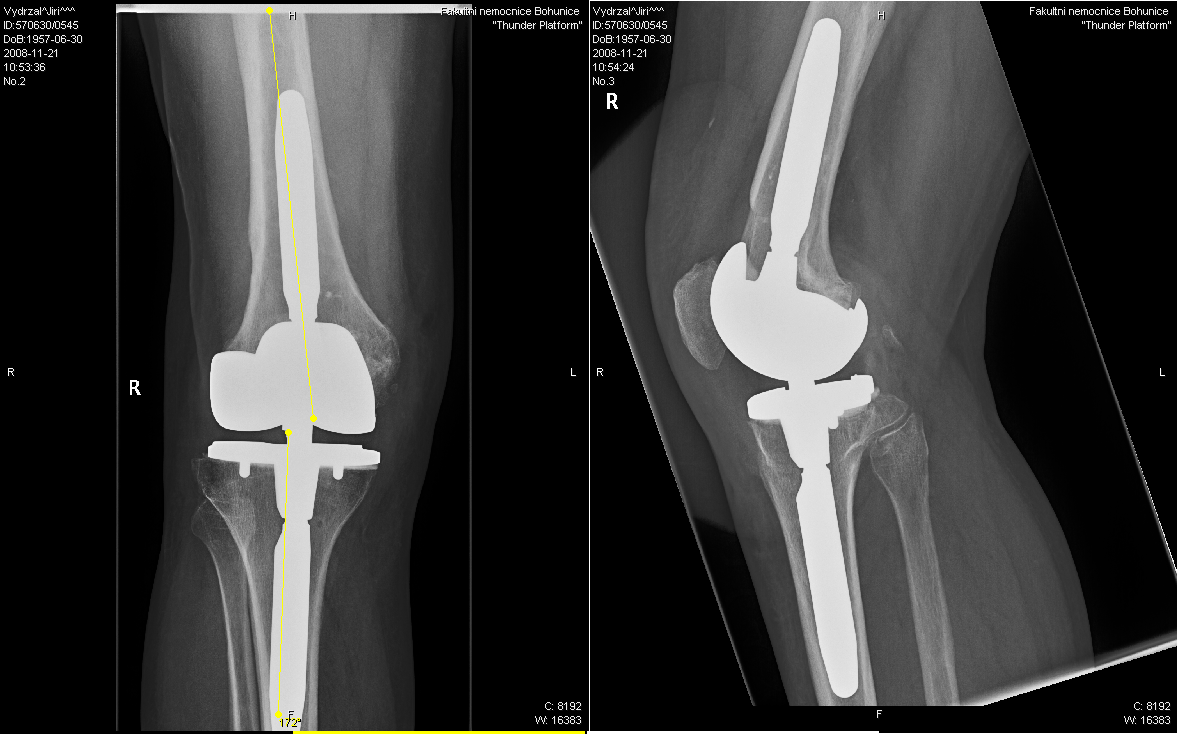 Vydrzal^Jiri^^^
ID:570630/0545
DoB:1957-06-30
2008-11-21
10:53:36
No.2
H
Fakultni nemocnice Bohunice
"Thunder Platform"
R
R
L
172°
F
C: 8192
W: 16383
Vydrzal^Jiri^^^
ID:570630/0545
DoB:1957-06-30
2008-11-21
10:54:24
No.3
R
H
Fakultni nemocnice Bohunice
"Thunder Platform"
R
L
F
C: 8192
W: 16383